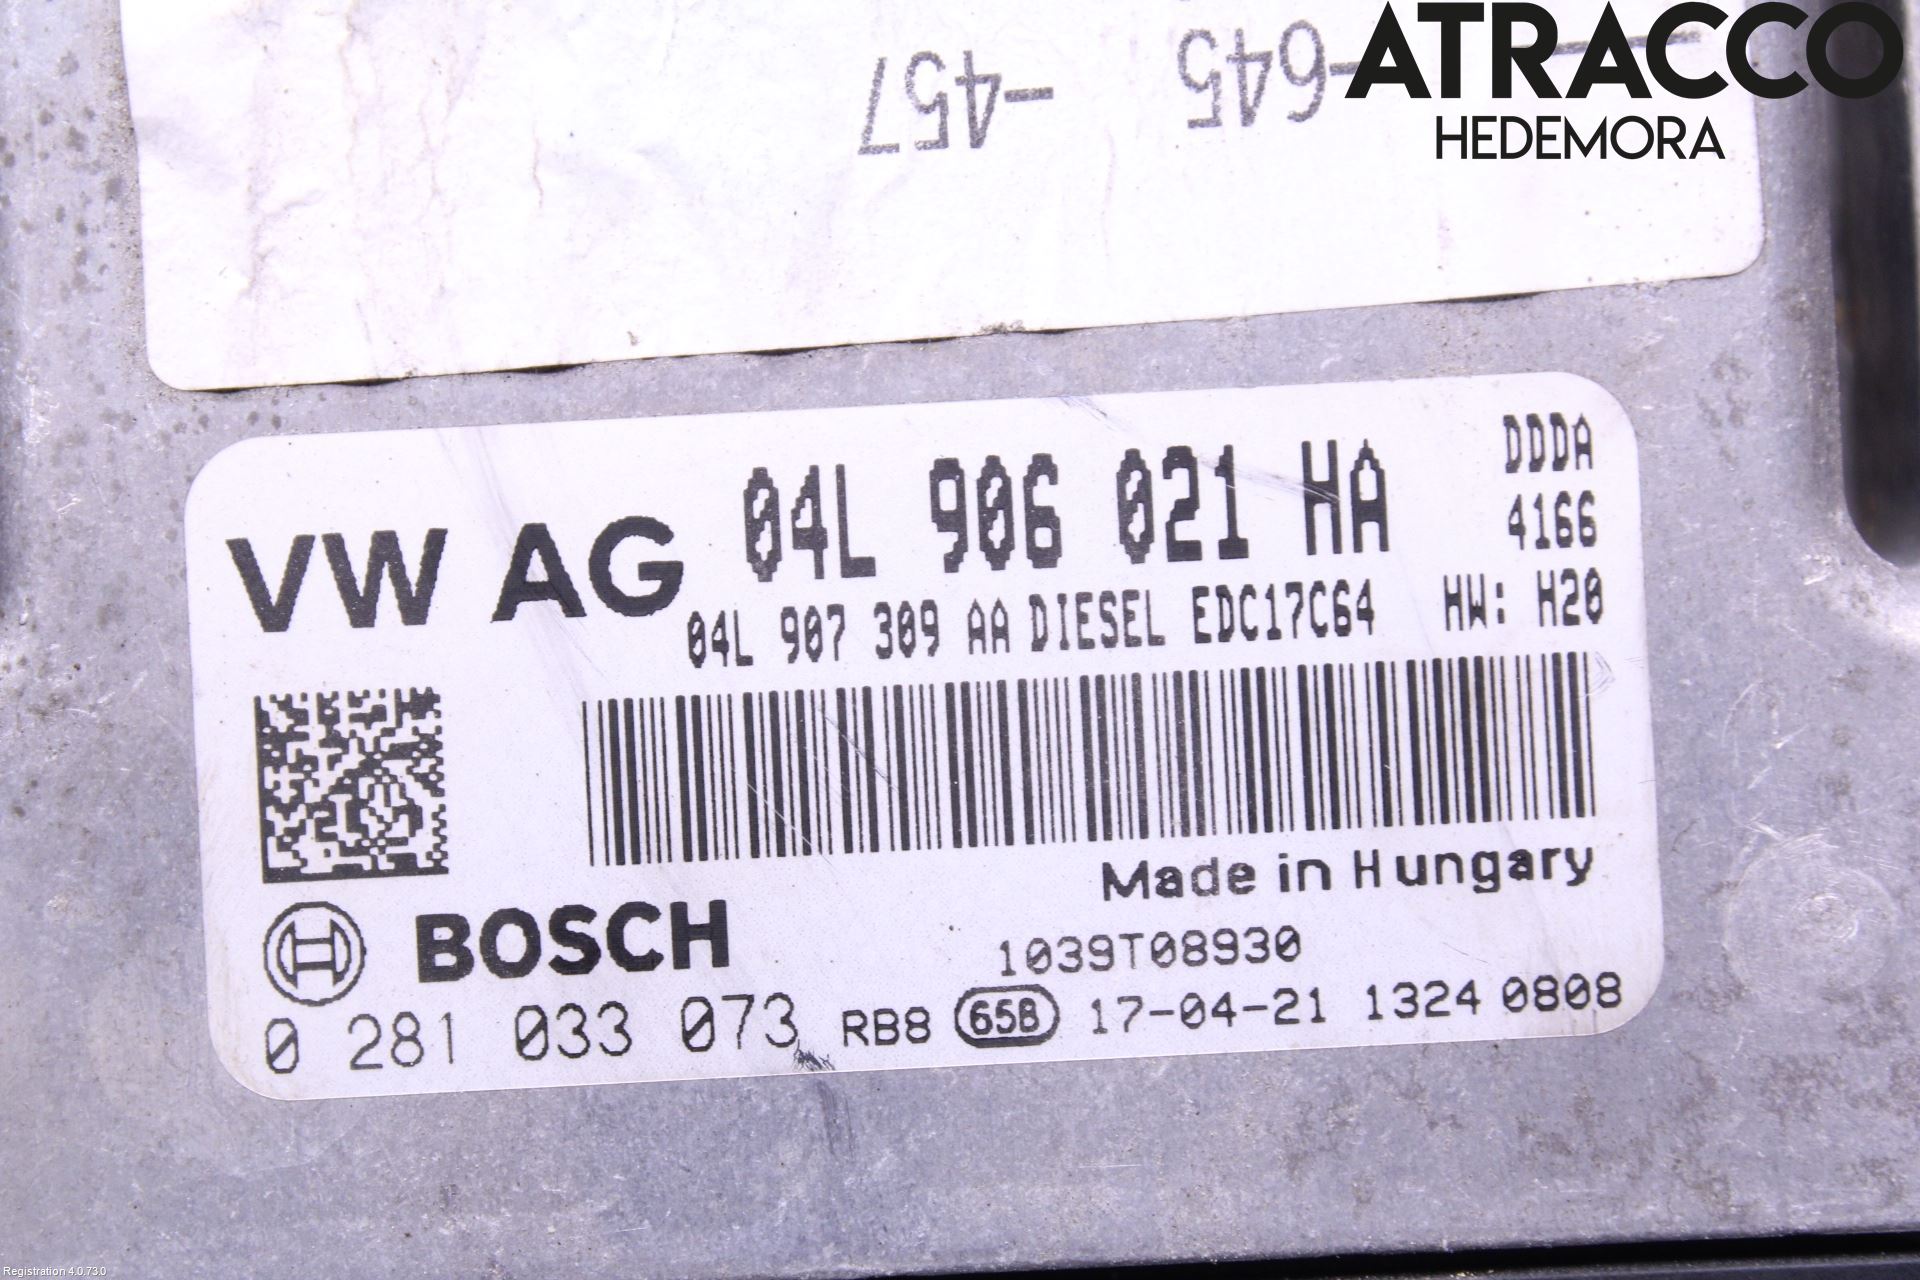 ATRACCO
HEDEMORA
-645
-457
VW AG 04L 906 021 HA DDDA
4166
04L 907 309 AA DIESEL EDC17C64 HW: H20
Made in Hungary
BOSCH
1039T08930
0 281 033 073 RB8 65B 17-04-21 1324 0808
Registration 4.0.73.0